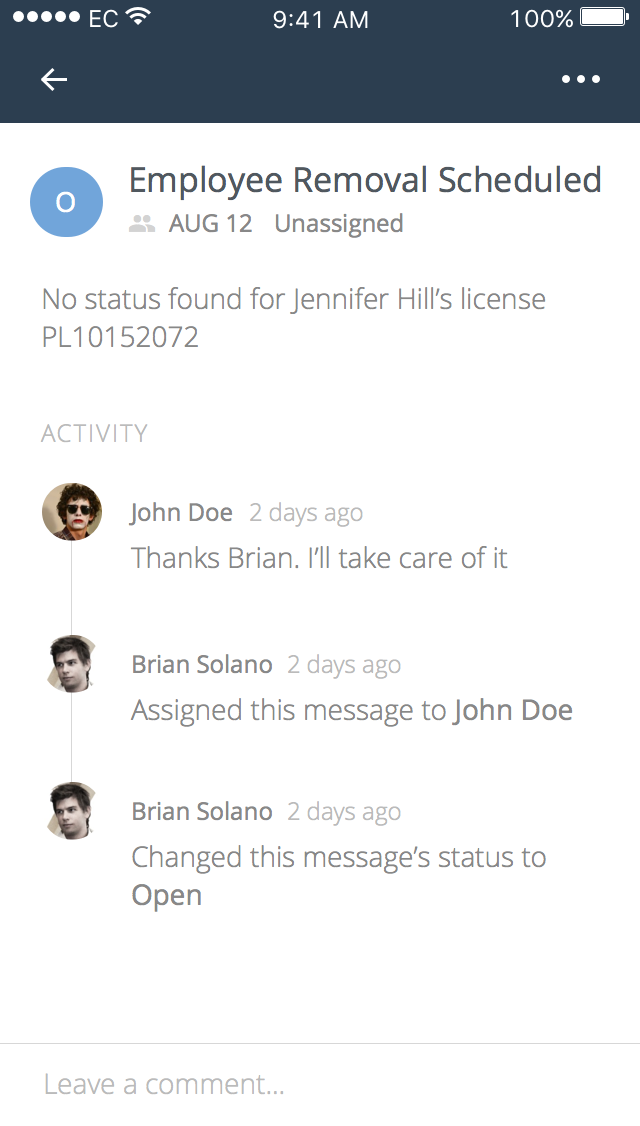 EC 9:41 AM 100%
O
Employee Removal Scheduled
AUG 12 Unassigned
No status found for Jennifer Hill’s license
PL10152072
ACTIVITY
John Doe 2 days ago
Thanks Brian. I’ll take care of it
Brian Solano 2 days ago
Assigned this message to John Doe
Brian Solano 2 days ago
Changed this message’s status to
Open
Leave a comment...